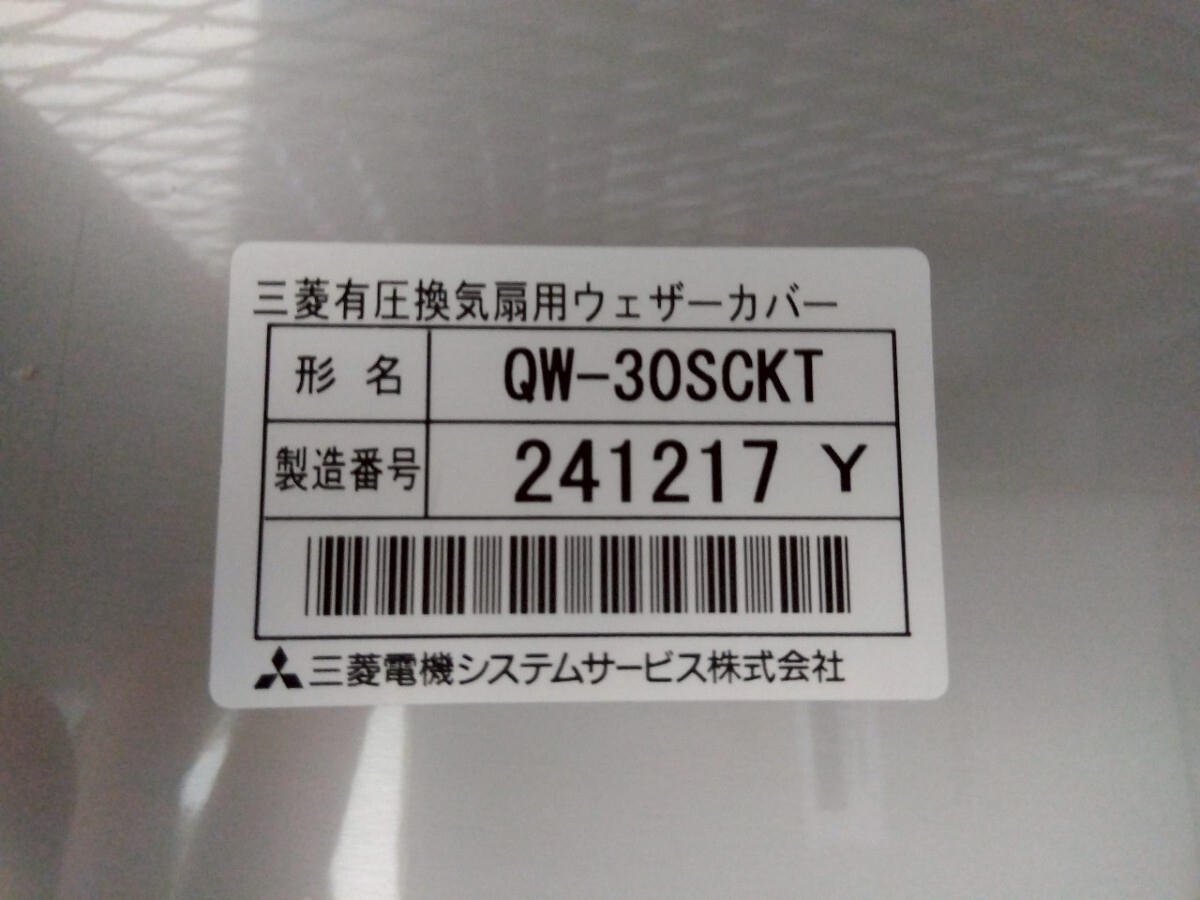 三菱有圧換気扇用ウェザーカバー
形名 QW-30SCKT
製造番号 241217 Y
三菱電機システムサービス株式会社